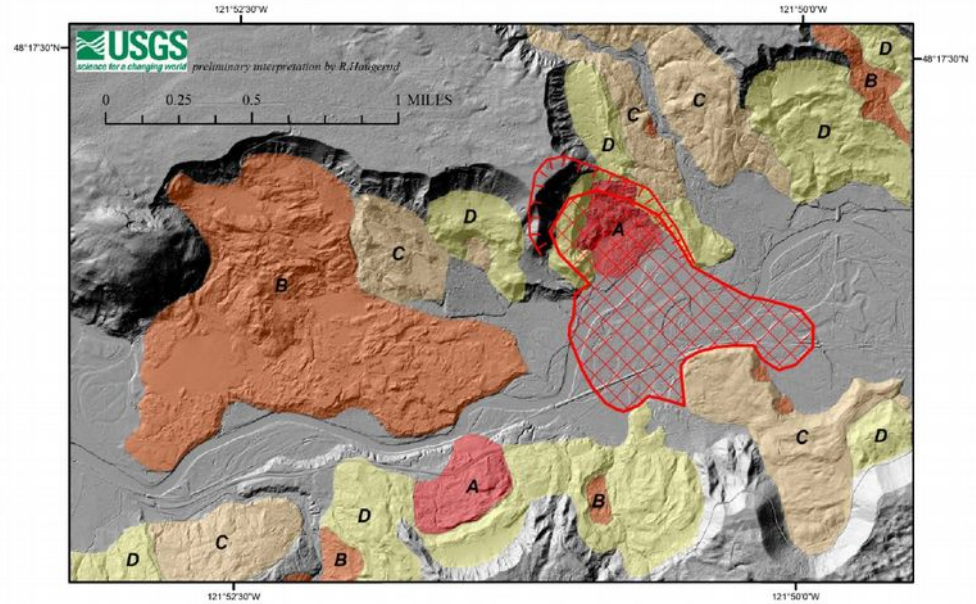 121°52'30"W
121°50'0"W
48°17'30"N
48°17'30"N
USGS
science for a changing world
preliminary interpretation by R.Haugerud
0 0.25 0.5 1 MILES
D
B
C
C
D
D
A
D
C
B
C
D
A
B
D
C
B
D
121°52'30"W
121°50'0"W